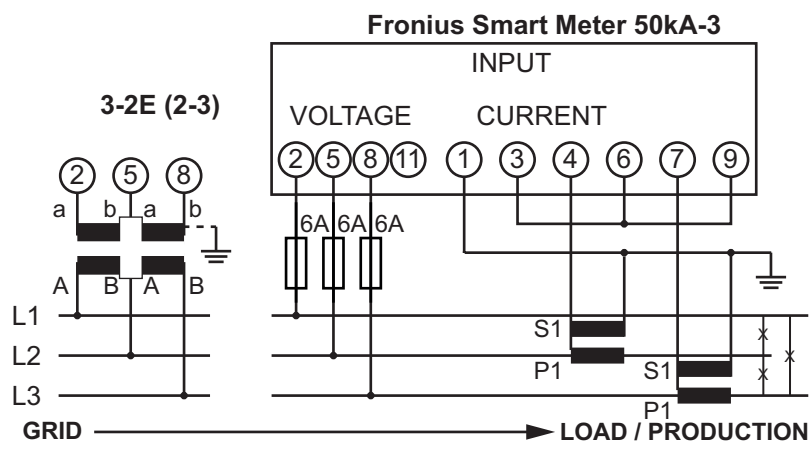 Fronius Smart Meter 50kA-3
INPUT
3-2E (2-3)
VOLTAGE CURRENT
2 5 8 11 1 3 4 6 7 9
2 5 8
a b a b
6A 6A 6A
A B A B
L1
S1
x
L2
x
P1 S1
x
L3
P1
GRID LOAD / PRODUCTION